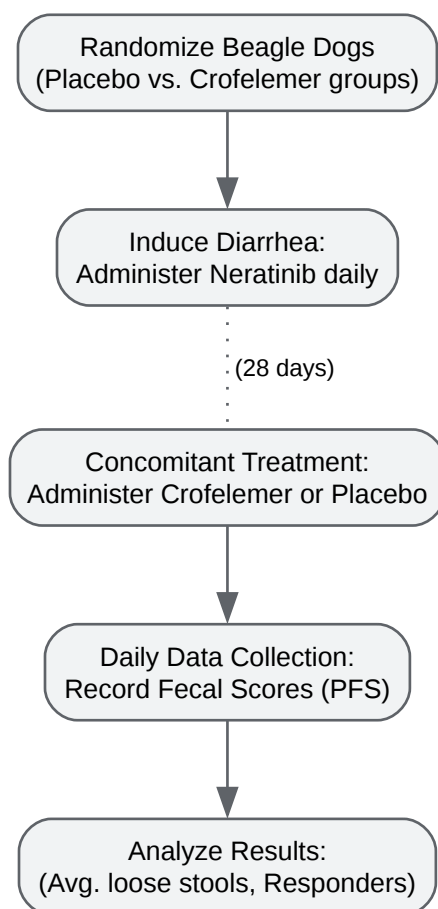 Randomize Beagle Dogs
(Placebo vs. Crofelemer groups)
Induce Diarrhea:
Administer Neratinib daily
(28 days)
Concomitant Treatment:
Administer Crofelemer or Placebo
Daily Data Collection:
Record Fecal Scores (PFS)
Analyze Results:
(Avg. loose stools, Responders)